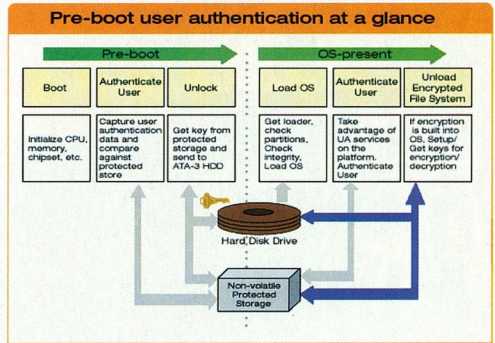 Pre-boot user authentication at a glance
Pre-boot
OS-present
Boot
Authenticate
User
Unlock
Load OS
Authenticate
User
Unload
Encrypted
File System
Initialize CPU,
memory,
chipset, etc.
Capture user
authentication
data and
compare
against
protected
store
Get key from
protected
storage and
send to
ATA-3 HDD
Get loader,
check
partitions,
Check
integrity,
Load OS
Take
advantage of
UA services
on the
platform.
Authenticate
User
If encryption
is built into
OS, Setup/
Get keys for
encryption/
decryption
Hard Disk Drive
Non-volatile
Protected
Storage